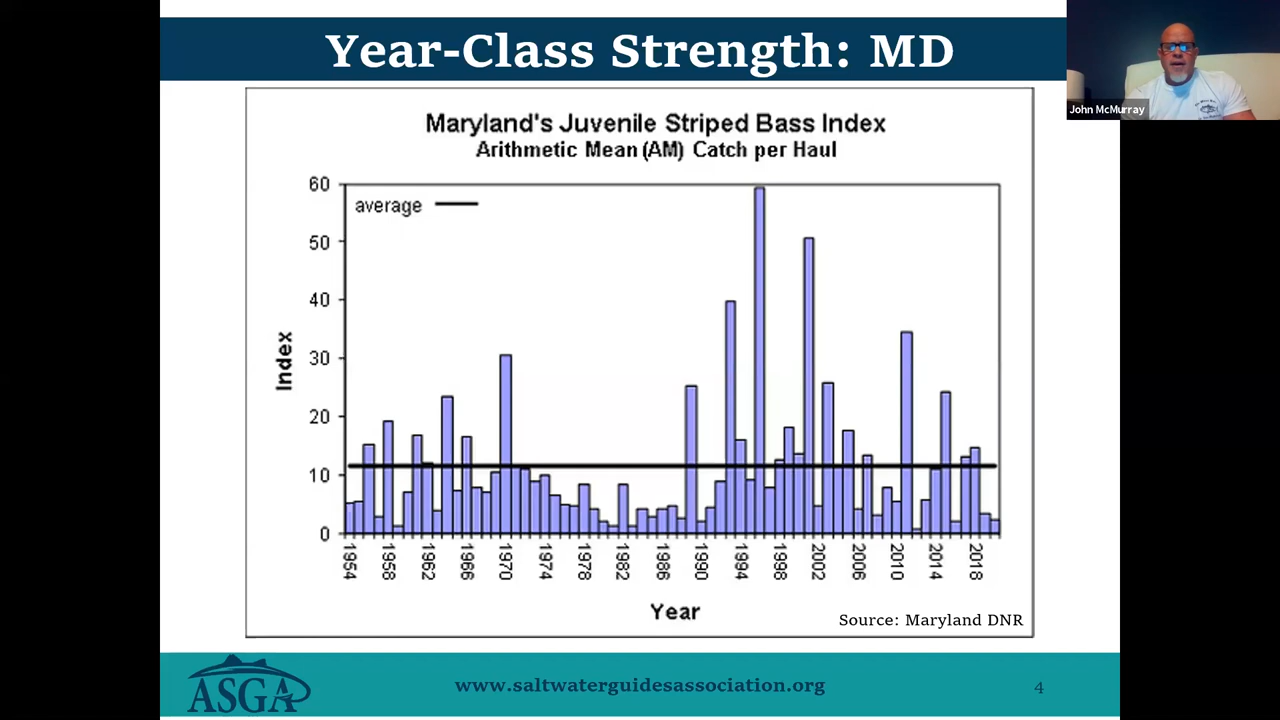 Year-Class Strength: MD
John McMurray
Maryland's Juvenile Striped Bass Index
Arithmetic Mean (AM) Catch per Haul
average
60
50
40
30
20
10
0
Index
1954 1958 1962 1966 1970 1974 1978 1982 1986 1990 1994 1998 2002 2006 2010 2014 2018
Year
Source: Maryland DNR
ASGA
www.saltwaterguidesassociation.org
4